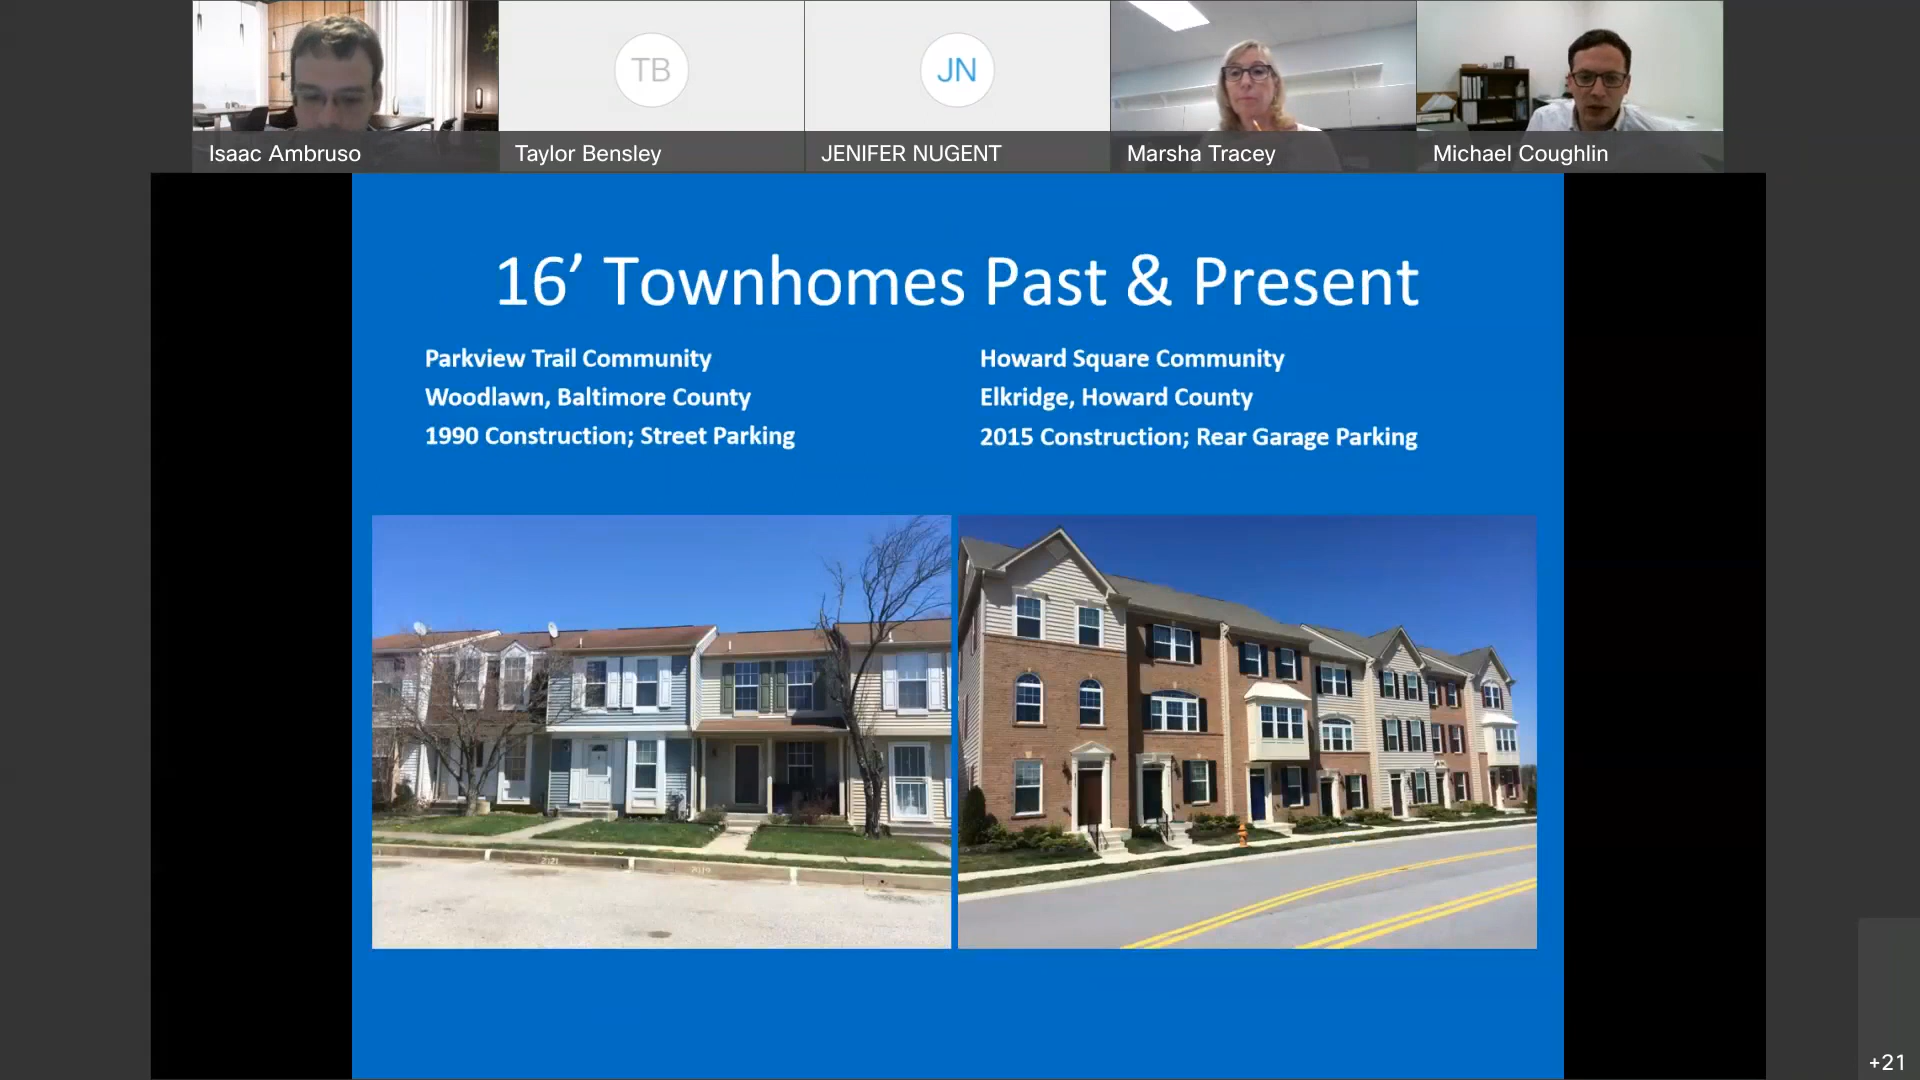 TB
JN
Isaac Ambruso
Taylor Bensley
JENIFER NUGENT
Marsha Tracey
Michael Coughlin
16’ Townhomes Past & Present
Parkview Trail Community
Woodlawn, Baltimore County
1990 Construction; Street Parking
Howard Square Community
Elkridge, Howard County
2015 Construction; Rear Garage Parking
2121
+21